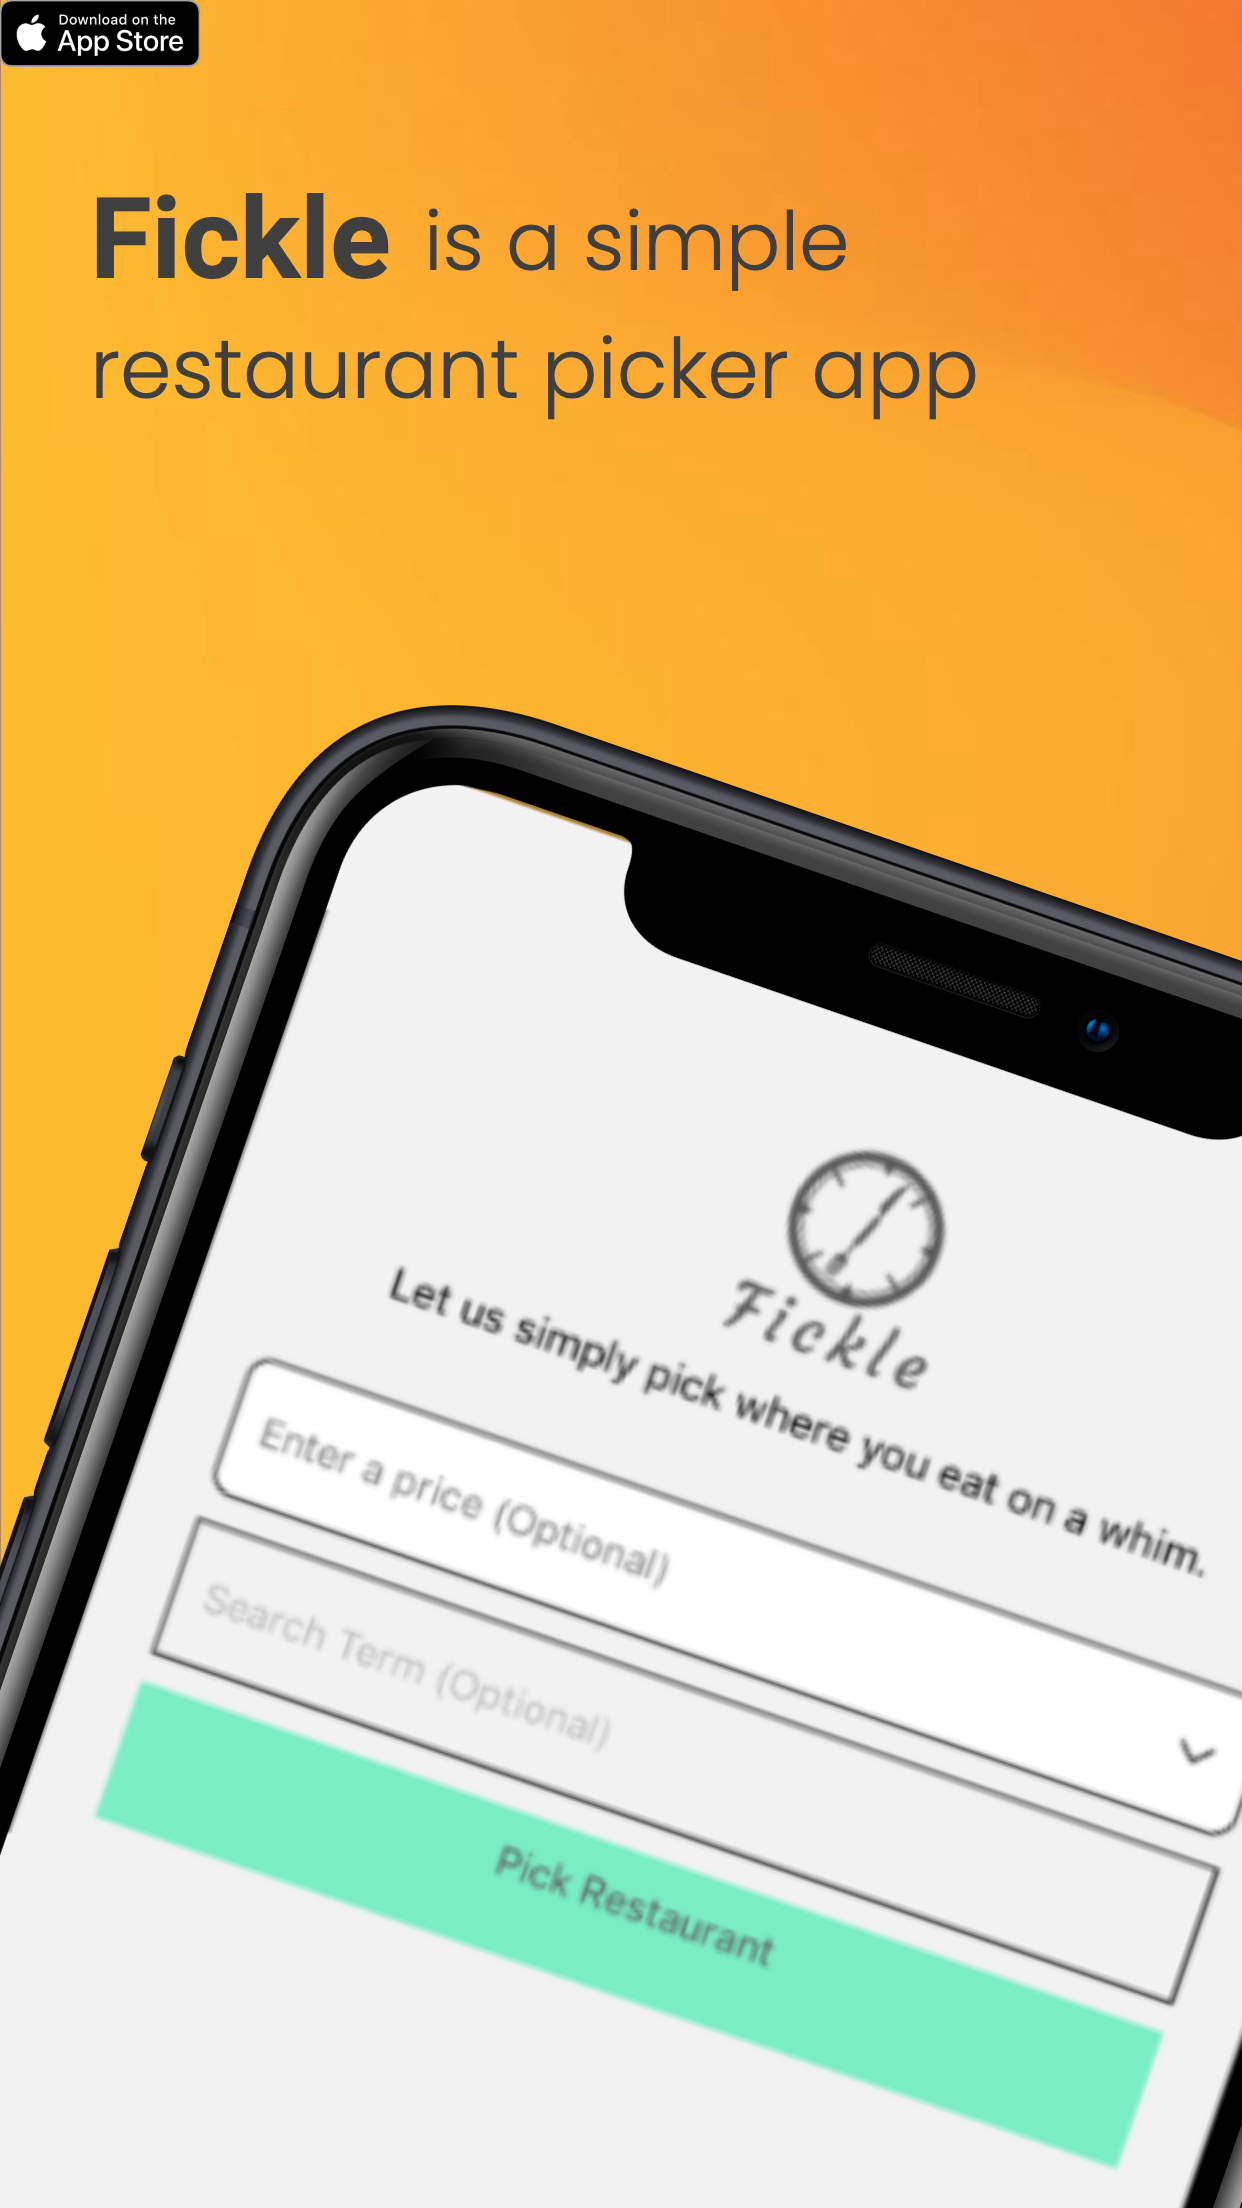 Download on the
App Store
Fickle is a simple
restaurant picker app
Fickle
Let us simply pick where you eat on a whim.
Enter a price (Optional)
Search Term (Optional)
Pick Restaurant